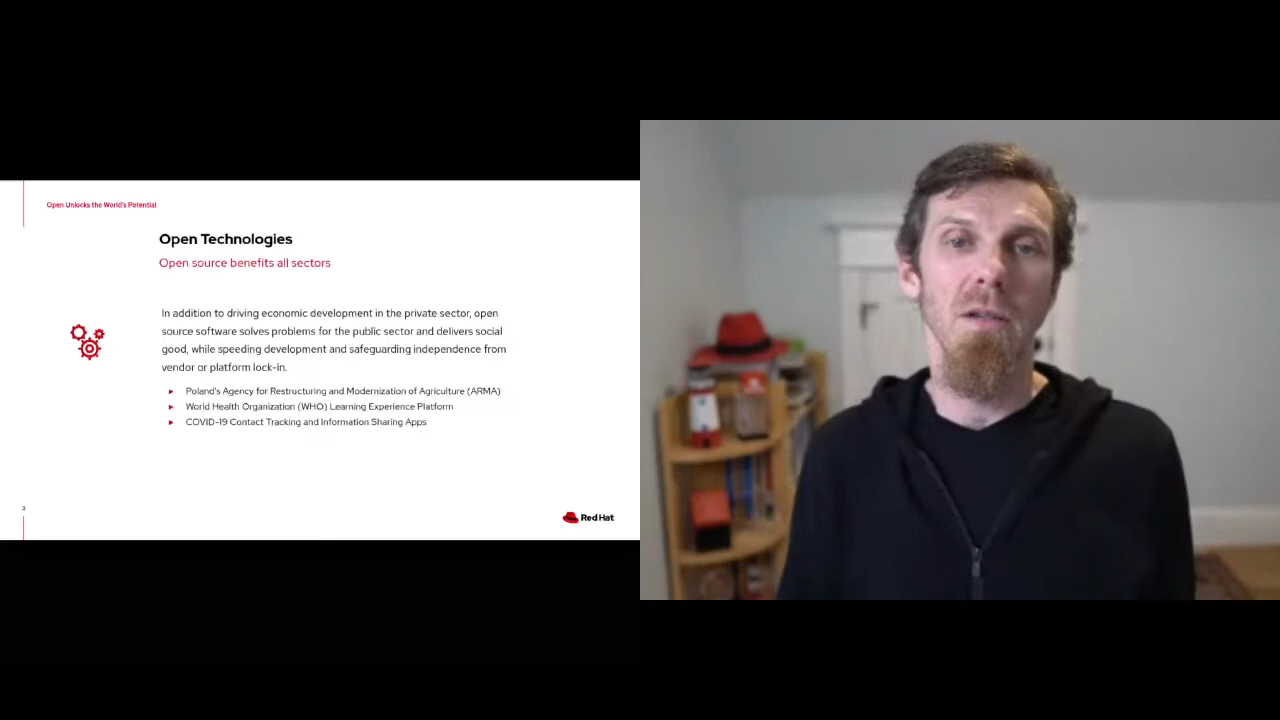 Open Unlocks the World's Potential
Open Technologies
Open source benefits all sectors
In addition to driving economic development in the private sector, open
source software solves problems for the public sector and delivers social
good, while speeding development and safeguarding independence from
vendor or platform lock-in.
► Poland's Agency for Restructuring and Modernization of Agriculture (ARMA)
► World Health Organization (WHO) Learning Experience Platform
► COVID-19 Contact Tracking and Information Sharing Apps
3
Red Hat